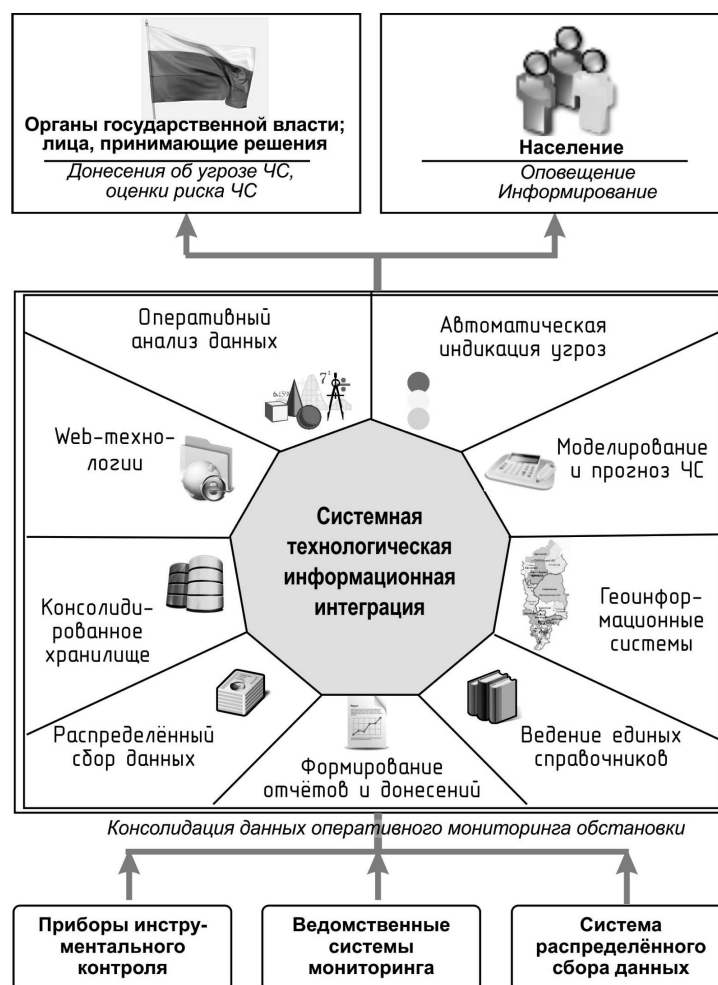 Органы государственной власти;
лица, принимающие решения
Донесения об угрозе ЧС,
оценки риска ЧС
Население
Оповещение
Информирование
Оперативный
анализ данных
Автоматическая
индикация угроз
Web-техно-
логии
Моделирование
и прогноз ЧС
Системная
технологическая
информационная
интеграция
Консолиди-
рованное
хранилище
Геоинфор-
мационные
системы
Распределённый
сбор данных
Формирование
отчётов и донесений
Ведение единых
справочников
Консолидация данных оперативного мониторинга обстановки
Приборы инстру-
ментального
контроля
Ведомственные
системы
мониторинга
Система
распределённого
сбора данных